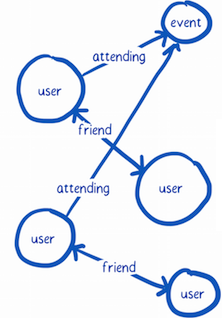 event
attending
user
friend
user
attending
user
friend
user